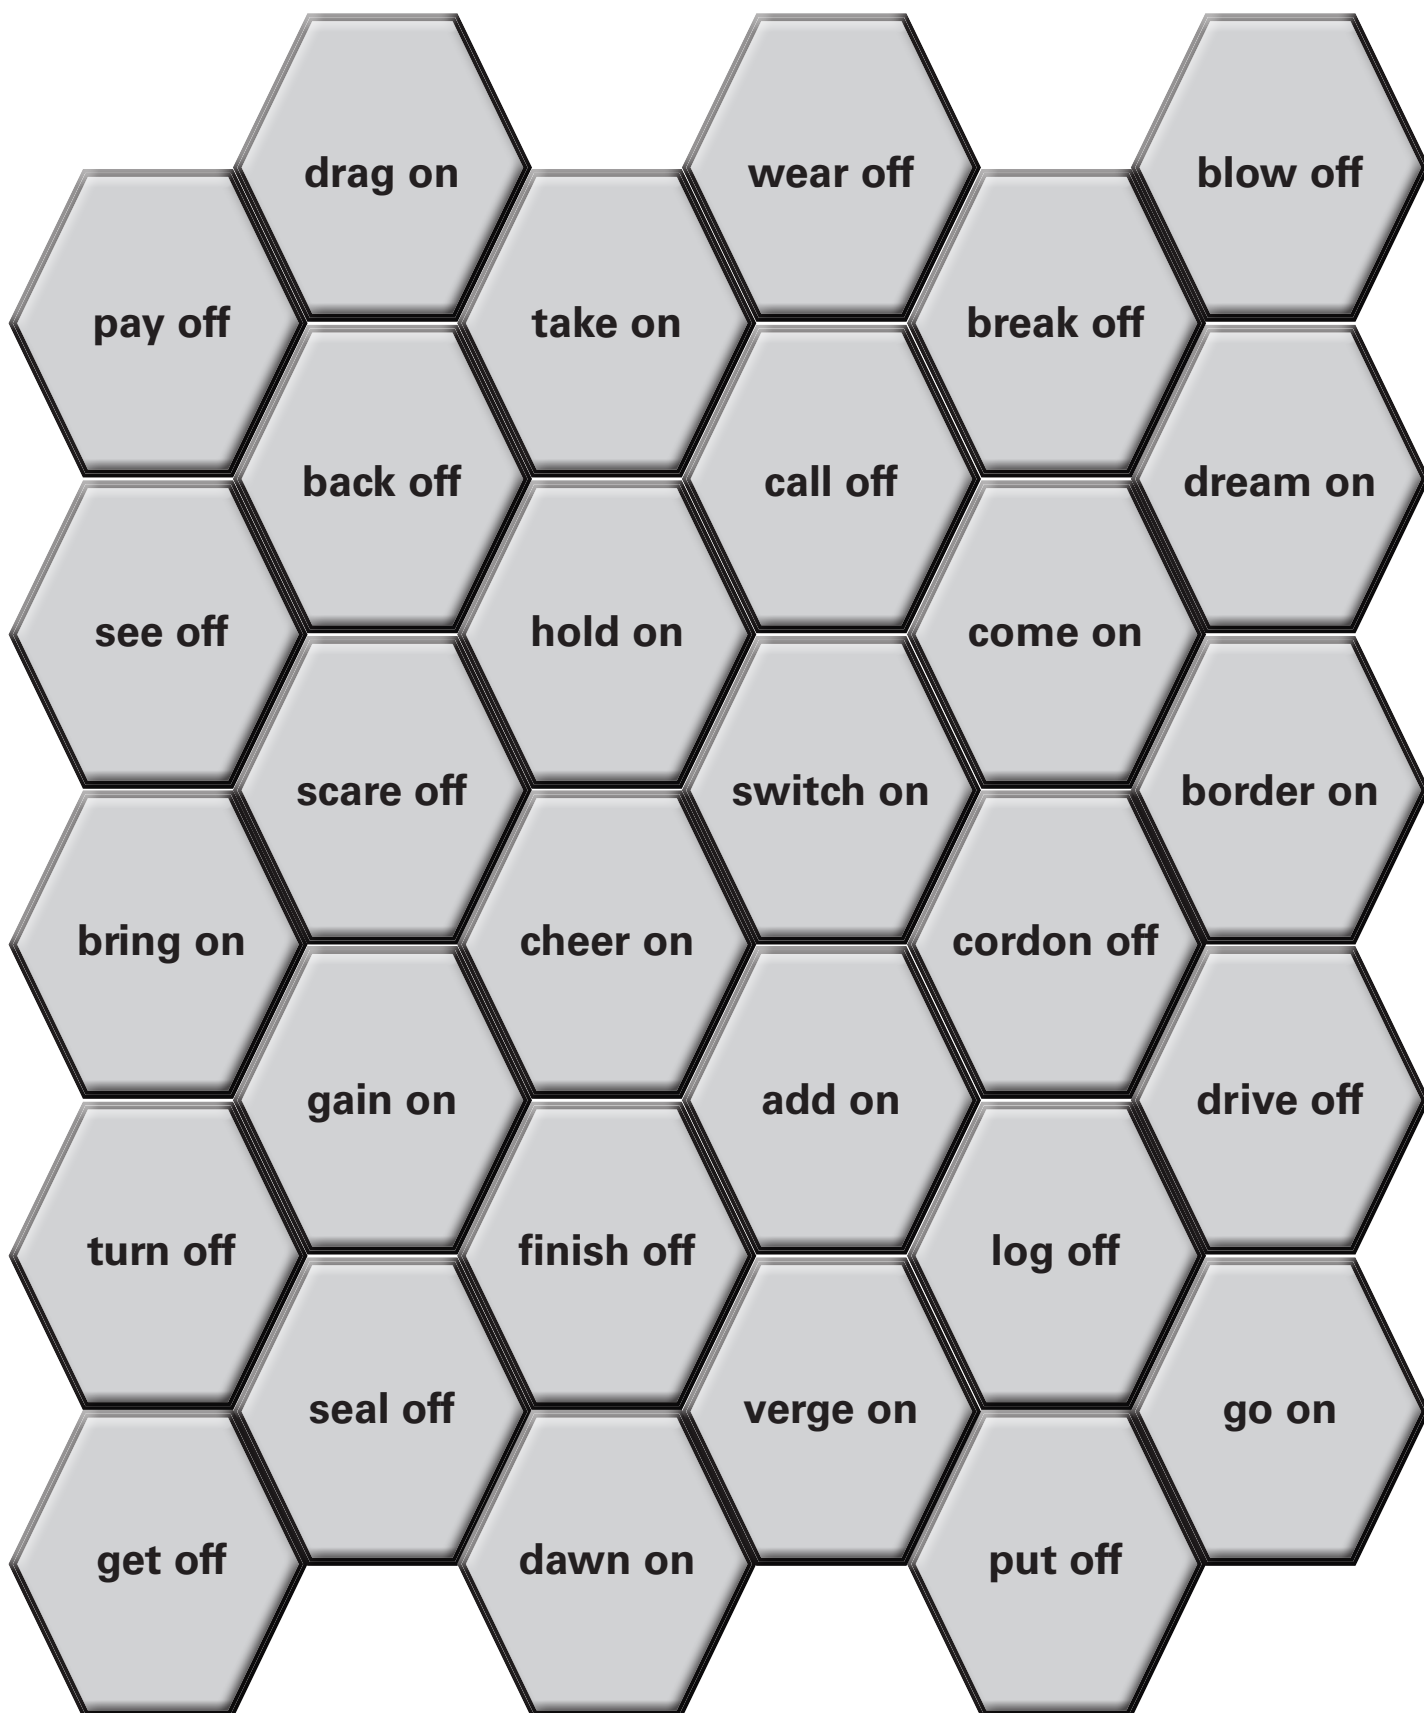 drag on
wear off
blow off
pay off
take on
break off
back off
call off
dream on
see off
hold on
come on
scare off
switch on
border on
bring on
cheer on
cordon off
gain on
add on
drive off
turn off
finish off
log off
seal off
verge on
go on
get off
dawn on
put off